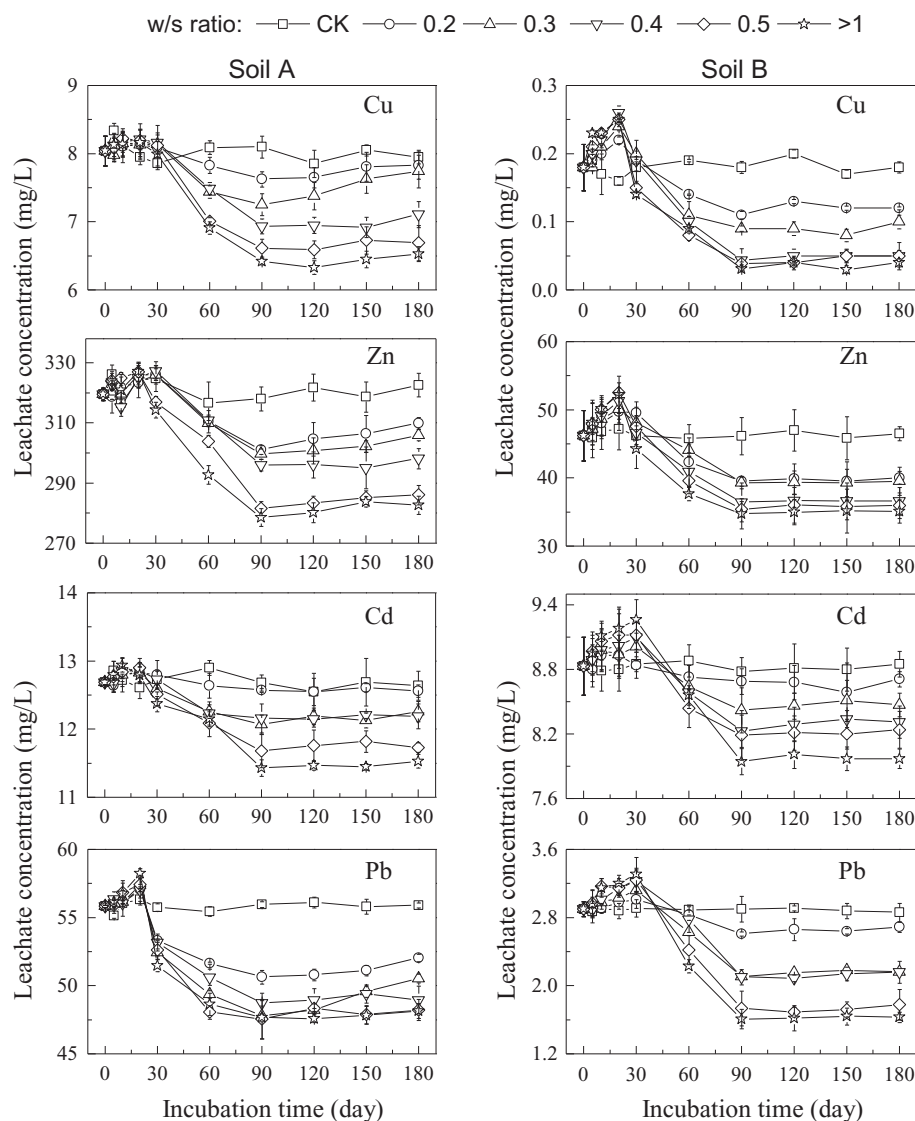 w/s ratio: CK 0.2 0.3 0.4 0.5 >1
Soil A
Soil B
Leachate concentration (mg/L)
9
8
7
6
Cu
0 30 60 90 120 150 180
Leachate concentration (mg/L)
0.3
0.2
0.1
0.0
Cu
0 30 60 90 120 150 180
Leachate concentration (mg/L)
330
310
290
270
Zn
0 30 60 90 120 150 180
Leachate concentration (mg/L)
60
50
40
30
Zn
0 30 60 90 120 150 180
Leachate concentration (mg/L)
14
13
12
11
Cd
0 30 60 90 120 150 180
Leachate concentration (mg/L)
9.4
8.8
8.2
7.6
Cd
0 30 60 90 120 150 180
Leachate concentration (mg/L)
60
56
52
48
45
Pb
0 30 60 90 120 150 180
Incubation time (day)
Leachate concentration (mg/L)
3.6
2.8
2.0
1.2
Pb
0 30 60 90 120 150 180
Incubation time (day)